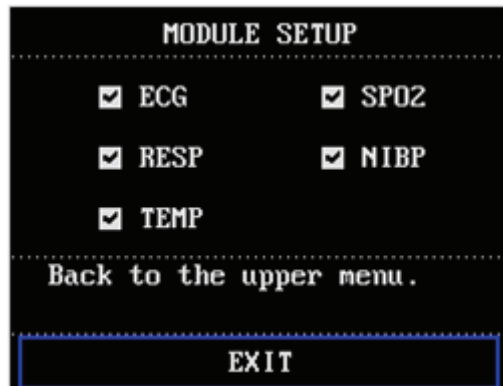 MODULE SETUP
ECG SPO2
RESP NIBP
TEMP
Back to the upper menu.
EXIT